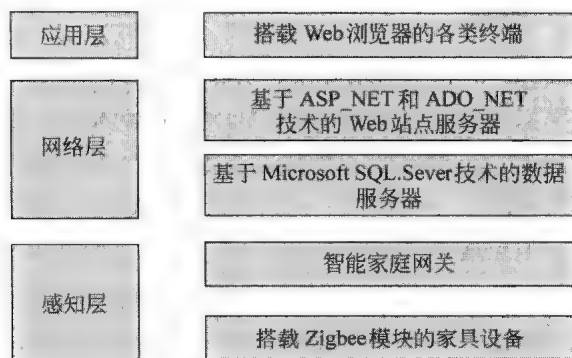 应用层
搭载 Web浏览器的各类终端
网络层
基于 ASP_NET 和 ADO_NET
技术的 Web 站点服务器
基于 Microsoft SQL.Sever技术的数据
服务器
感知层
智能家庭网关
搭载 Zigbee模块的家具设备